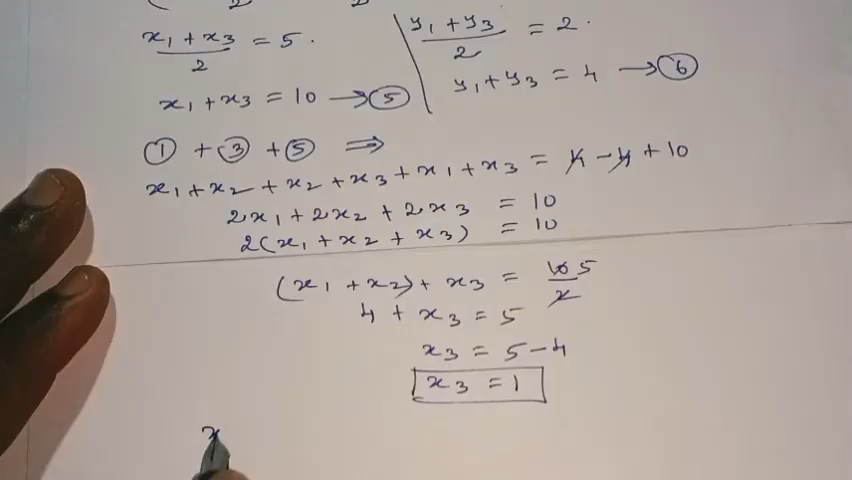 2 2
x₁ + x₃ / 2 = 5. y₁ + y₃ / 2 = 2.
x₁ + x₃ = 10 → ⑤ y₁ + y₃ = 4 → ⑥
① + ③ + ⑤ ⇒
x₁ + x₂ + x₂ + x₃ + x₁ + x₃ = 4 - 4 + 10
2x₁ + 2x₂ + 2x₃ = 10
2(x₁ + x₂ + x₃) = 10
(x₁ + x₂) + x₃ = 10 5 / 2
4 + x₃ = 5
x₃ = 5 - 4
x₃ = 1
x